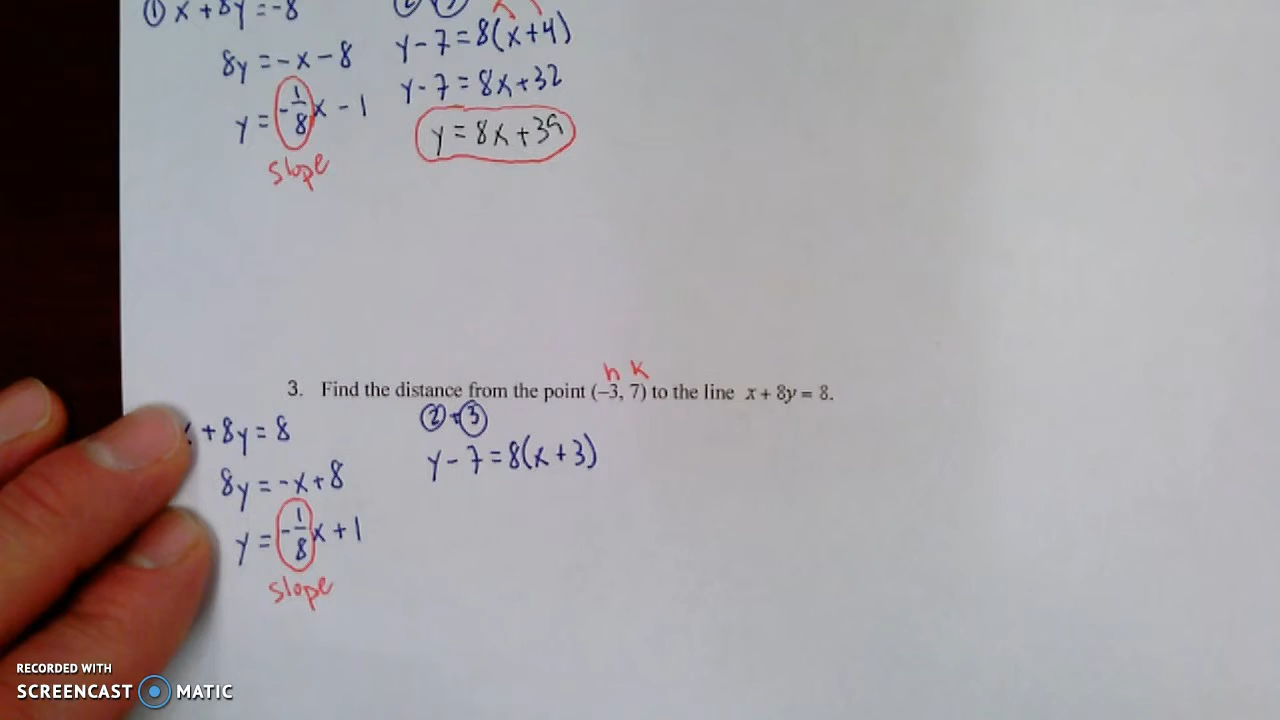 ① x + 8y = -8
② ③
8y = -x - 8
y - 7 = 8(x + 4)
y - 7 = 8x + 32
y = -1/8 x - 1
y = 8x + 39
slope
h k
3. Find the distance from the point (–3, 7) to the line x + 8y = 8.
+ 8y = 8
② + ③
8y = -x + 8
y - 7 = 8(x + 3)
y = -1/8 x + 1
slope
RECORDED WITH
SCREENCAST MATIC